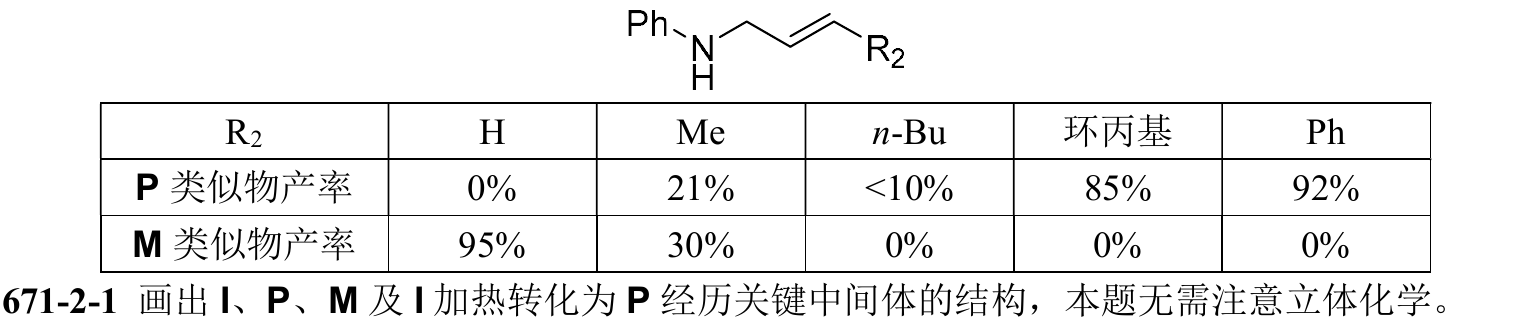 Ph
N
H
R2
R2 H Me n-Bu 环丙基 Ph
P 类似物产率 0% 21% <10% 85% 92%
M 类似物产率 95% 30% 0% 0% 0%
671-2-1 画出 I、P、M 及 I 加热转化为 P 经历关键中间体的结构，本题无需注意立体化学。